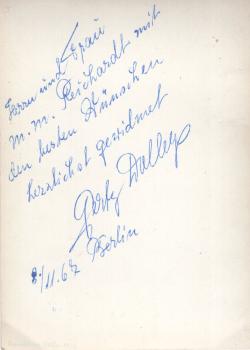 Herrn und Frau
M. M. Reichardt mit
den besten Wünschen
herzlichst gewidmet
Berlin
8/11.67